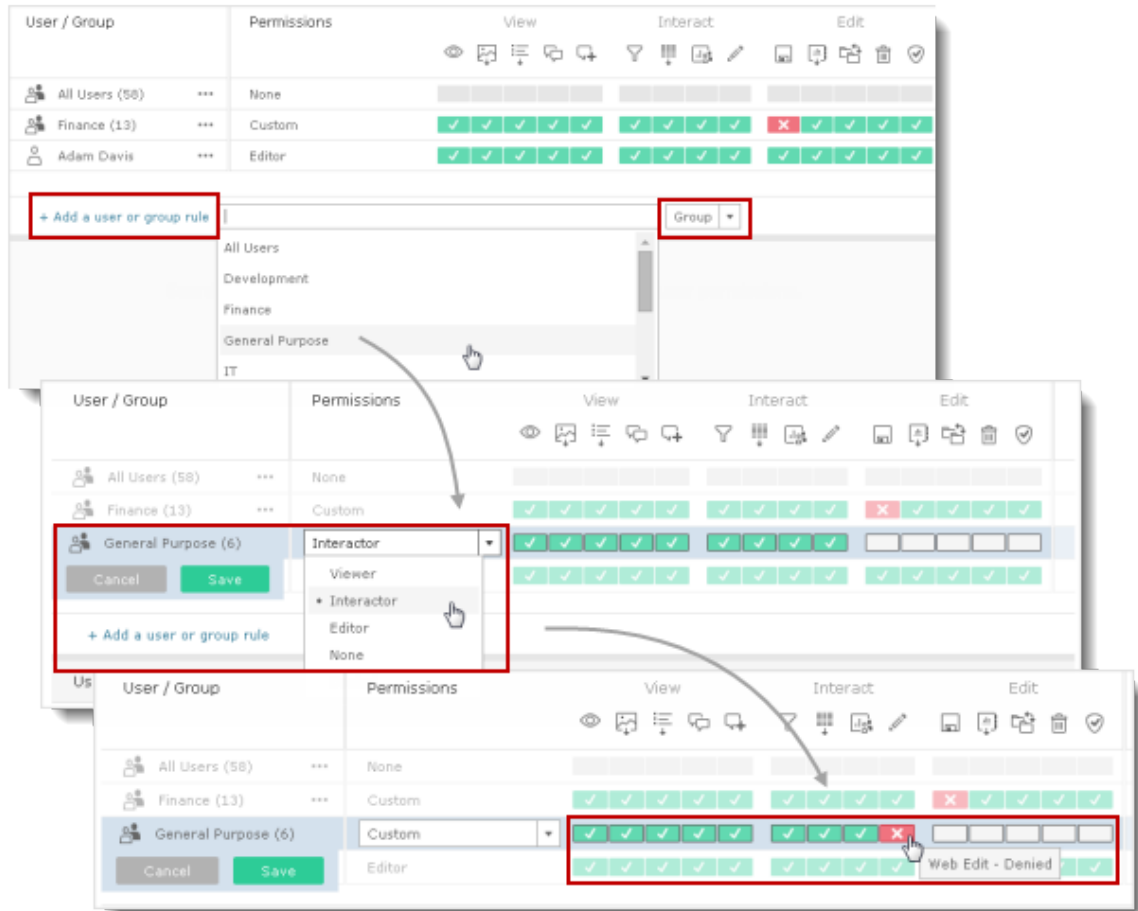 User / Group Permissions View Interact Edit
All Users (58) ••• None
Finance (13) ••• Custom
Adam Davis ••• Editor
+ Add a user or group rule Group
All Users
Development
Finance
General Purpose
IT
User / Group Permissions View Interact Edit
All Users (58) ••• None
Finance (13) ••• Custom
General Purpose (6) Interactor
Cancel Save
Viewer
• Interactor
+ Add a user or group rule
Editor
None
Us
User / Group Permissions View Interact Edit
All Users (58) ••• None
Finance (13) ••• Custom
General Purpose (6) Custom
Cancel Save Editor
Web Edit - Denied